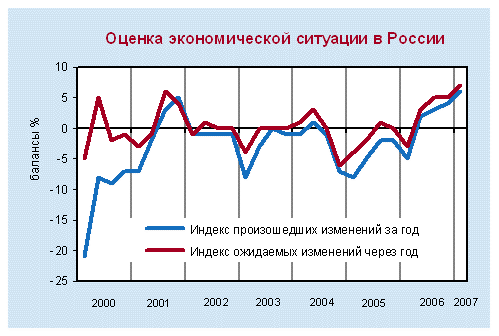 Оценка экономической ситуации в России
балансы %
10
5
0
-5
-10
-15
-20
-25
Индекс произошедших изменений за год
Индекс ожидаемых изменений через год
2000 2001 2002 2003 2004 2005 2006 2007